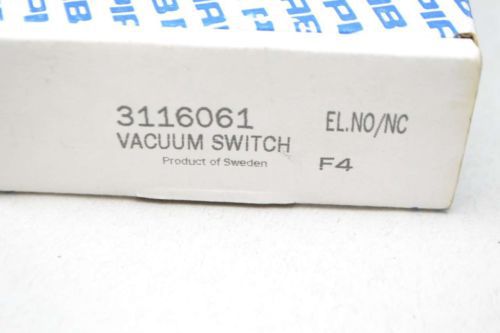 3116061 EL.NO/NC
VACUUM SWITCH
Product of Sweden F4